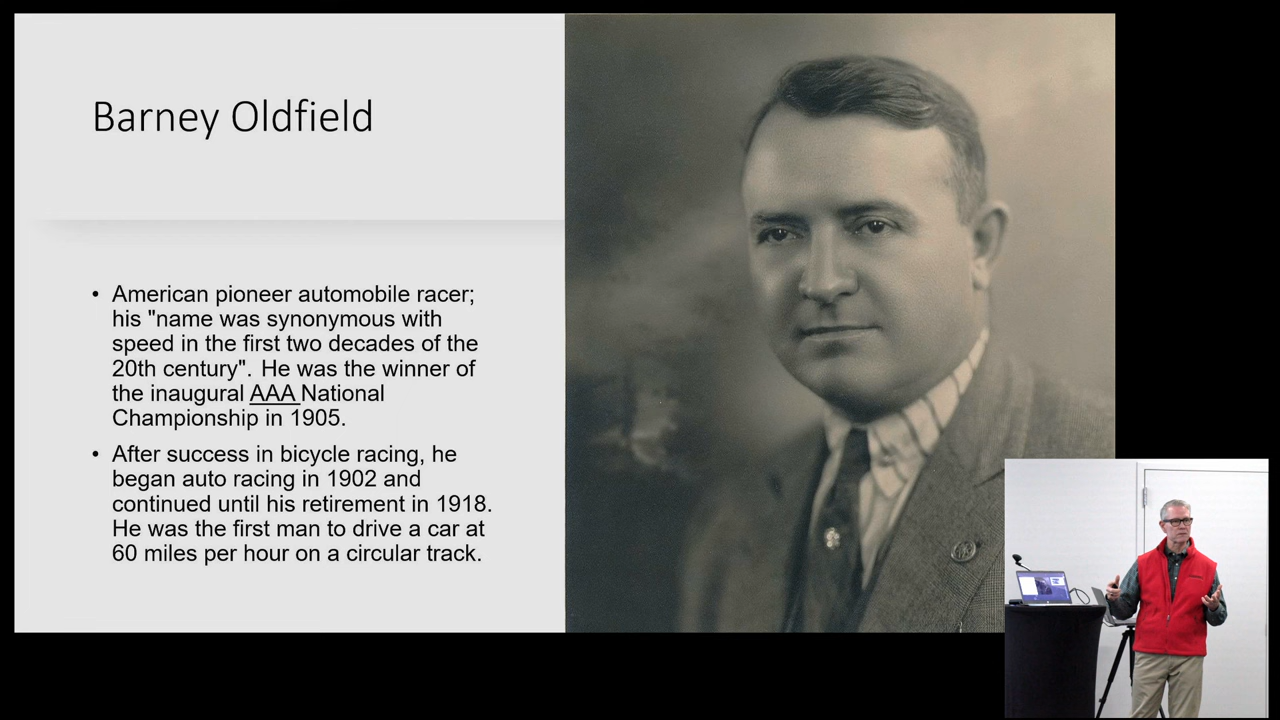 Barney Oldfield
• American pioneer automobile racer;
his "name was synonymous with
speed in the first two decades of the
20th century". He was the winner of
the inaugural AAA National
Championship in 1905.
• After success in bicycle racing, he
began auto racing in 1902 and
continued until his retirement in 1918.
He was the first man to drive a car at
60 miles per hour on a circular track.